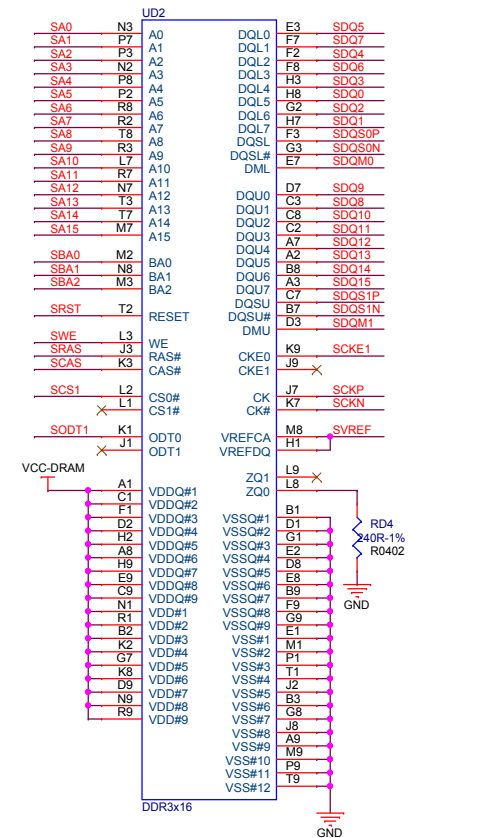 UD2
SA0 N3 A0 DQL0 E3 SDQ5
SA1 P7 A1 DQL1 F7 SDQ7
SA2 P3 A2 DQL2 F2 SDQ4
SA3 N2 A3 DQL3 F8 SDQ6
SA4 P8 A4 DQL4 H3 SDQ3
SA5 P2 A5 DQL5 H8 SDQ0
SA6 R8 A6 DQL6 G2 SDQ2
SA7 R2 A7 DQL7 H7 SDQ1
SA8 T8 A8 DQSL F3 SDQS0P
SA9 R3 A9 DQSL# G3 SDQS0N
SA10 L7 A10 DML E7 SDQM0
SA11 R7 A11
SA12 N7 A12 DQU0 D7 SDQ9
SA13 T3 A13 DQU1 C3 SDQ8
SA14 T7 A14 DQU2 C8 SDQ10
SA15 M7 A15 DQU3 C2 SDQ11
DQU4 A7 SDQ12
SBA0 M2 BA0 DQU5 A2 SDQ13
SBA1 N8 BA1 DQU6 B8 SDQ14
SBA2 M3 BA2 DQU7 A3 SDQ15
DQSU C7 SDQS1P
SRST T2 RESET DQSU# B7 SDQS1N
DMU D3 SDQM1
SWE L3 WE
SRAS J3 RAS# CKE0 K9 SCKE1
SCAS K3 CAS# CKE1 J9
SCS1 L2 CS0# CK J7 SCKP
L1 CS1# CK# K7 SCKN
SODT1 K1 ODT0 VREFCA M8 SVREF
J1 ODT1 VREFDQ H1
VCC-DRAM
ZQ1 L9
A1 VDDQ#1 ZQ0 L8
C1 VDDQ#2
F1 VDDQ#3 VSSQ#1 B1
D2 VDDQ#4 VSSQ#2 D1
H2 VDDQ#5 VSSQ#3 G1
A8 VDDQ#6 VSSQ#4 E2
H9 VDDQ#7 VSSQ#5 D8
E9 VDDQ#8 VSSQ#6 E8
C9 VDDQ#9 VSSQ#7 B9
N1 VDD#1 VSSQ#8 F9
R1 VDD#2 VSSQ#9 G9
B2 VDD#3 VSS#1 E1
K2 VDD#4 VSS#2 M1
G7 VDD#5 VSS#3 P1
K8 VDD#6 VSS#4 T1
D9 VDD#7 VSS#5 J2
N9 VDD#8 VSS#6 B3
R9 VDD#9 VSS#7 G8
VSS#8 J8
VSS#9 A9
VSS#10 M9
VSS#11 P9
VSS#12 T9
RD4
240R-1%
R0402
GND
DDR3x16
GND